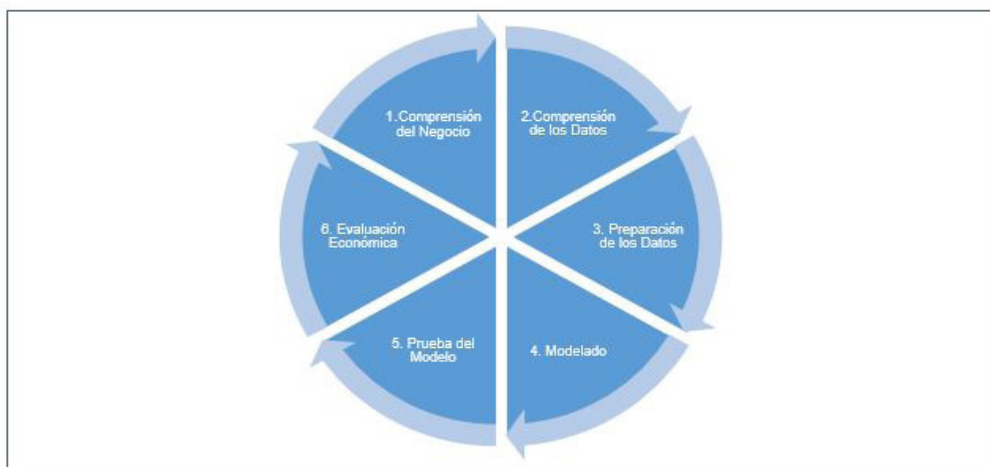 1.Comprensión
del Negocio
2.Comprensión
de los Datos
3. Preparación
de los Datos
4. Modelado
5. Prueba del
Modelo
6. Evaluación
Económica